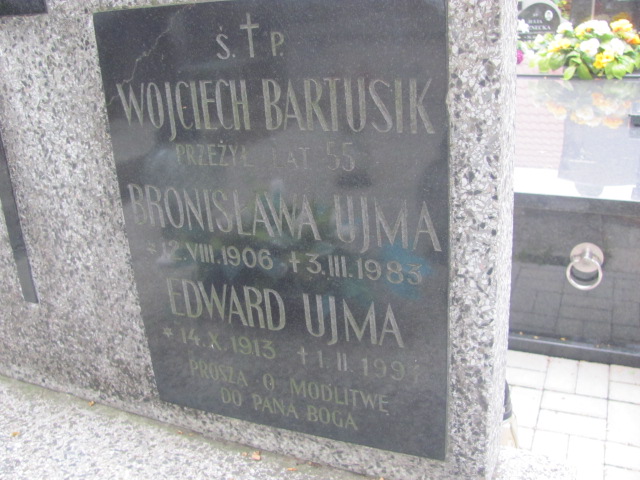 Ś. † P.
WOJCIECH BARTUSIK
PRZEŻYŁ LAT 55
BRONISŁAWA UJMA
* 12.VIII.1906 † 3.III.1983
EDWARD UJMA
* 14.X.1913 † 1.II
PROSZĄ O MODLITWĘ
DO PANA BOGA